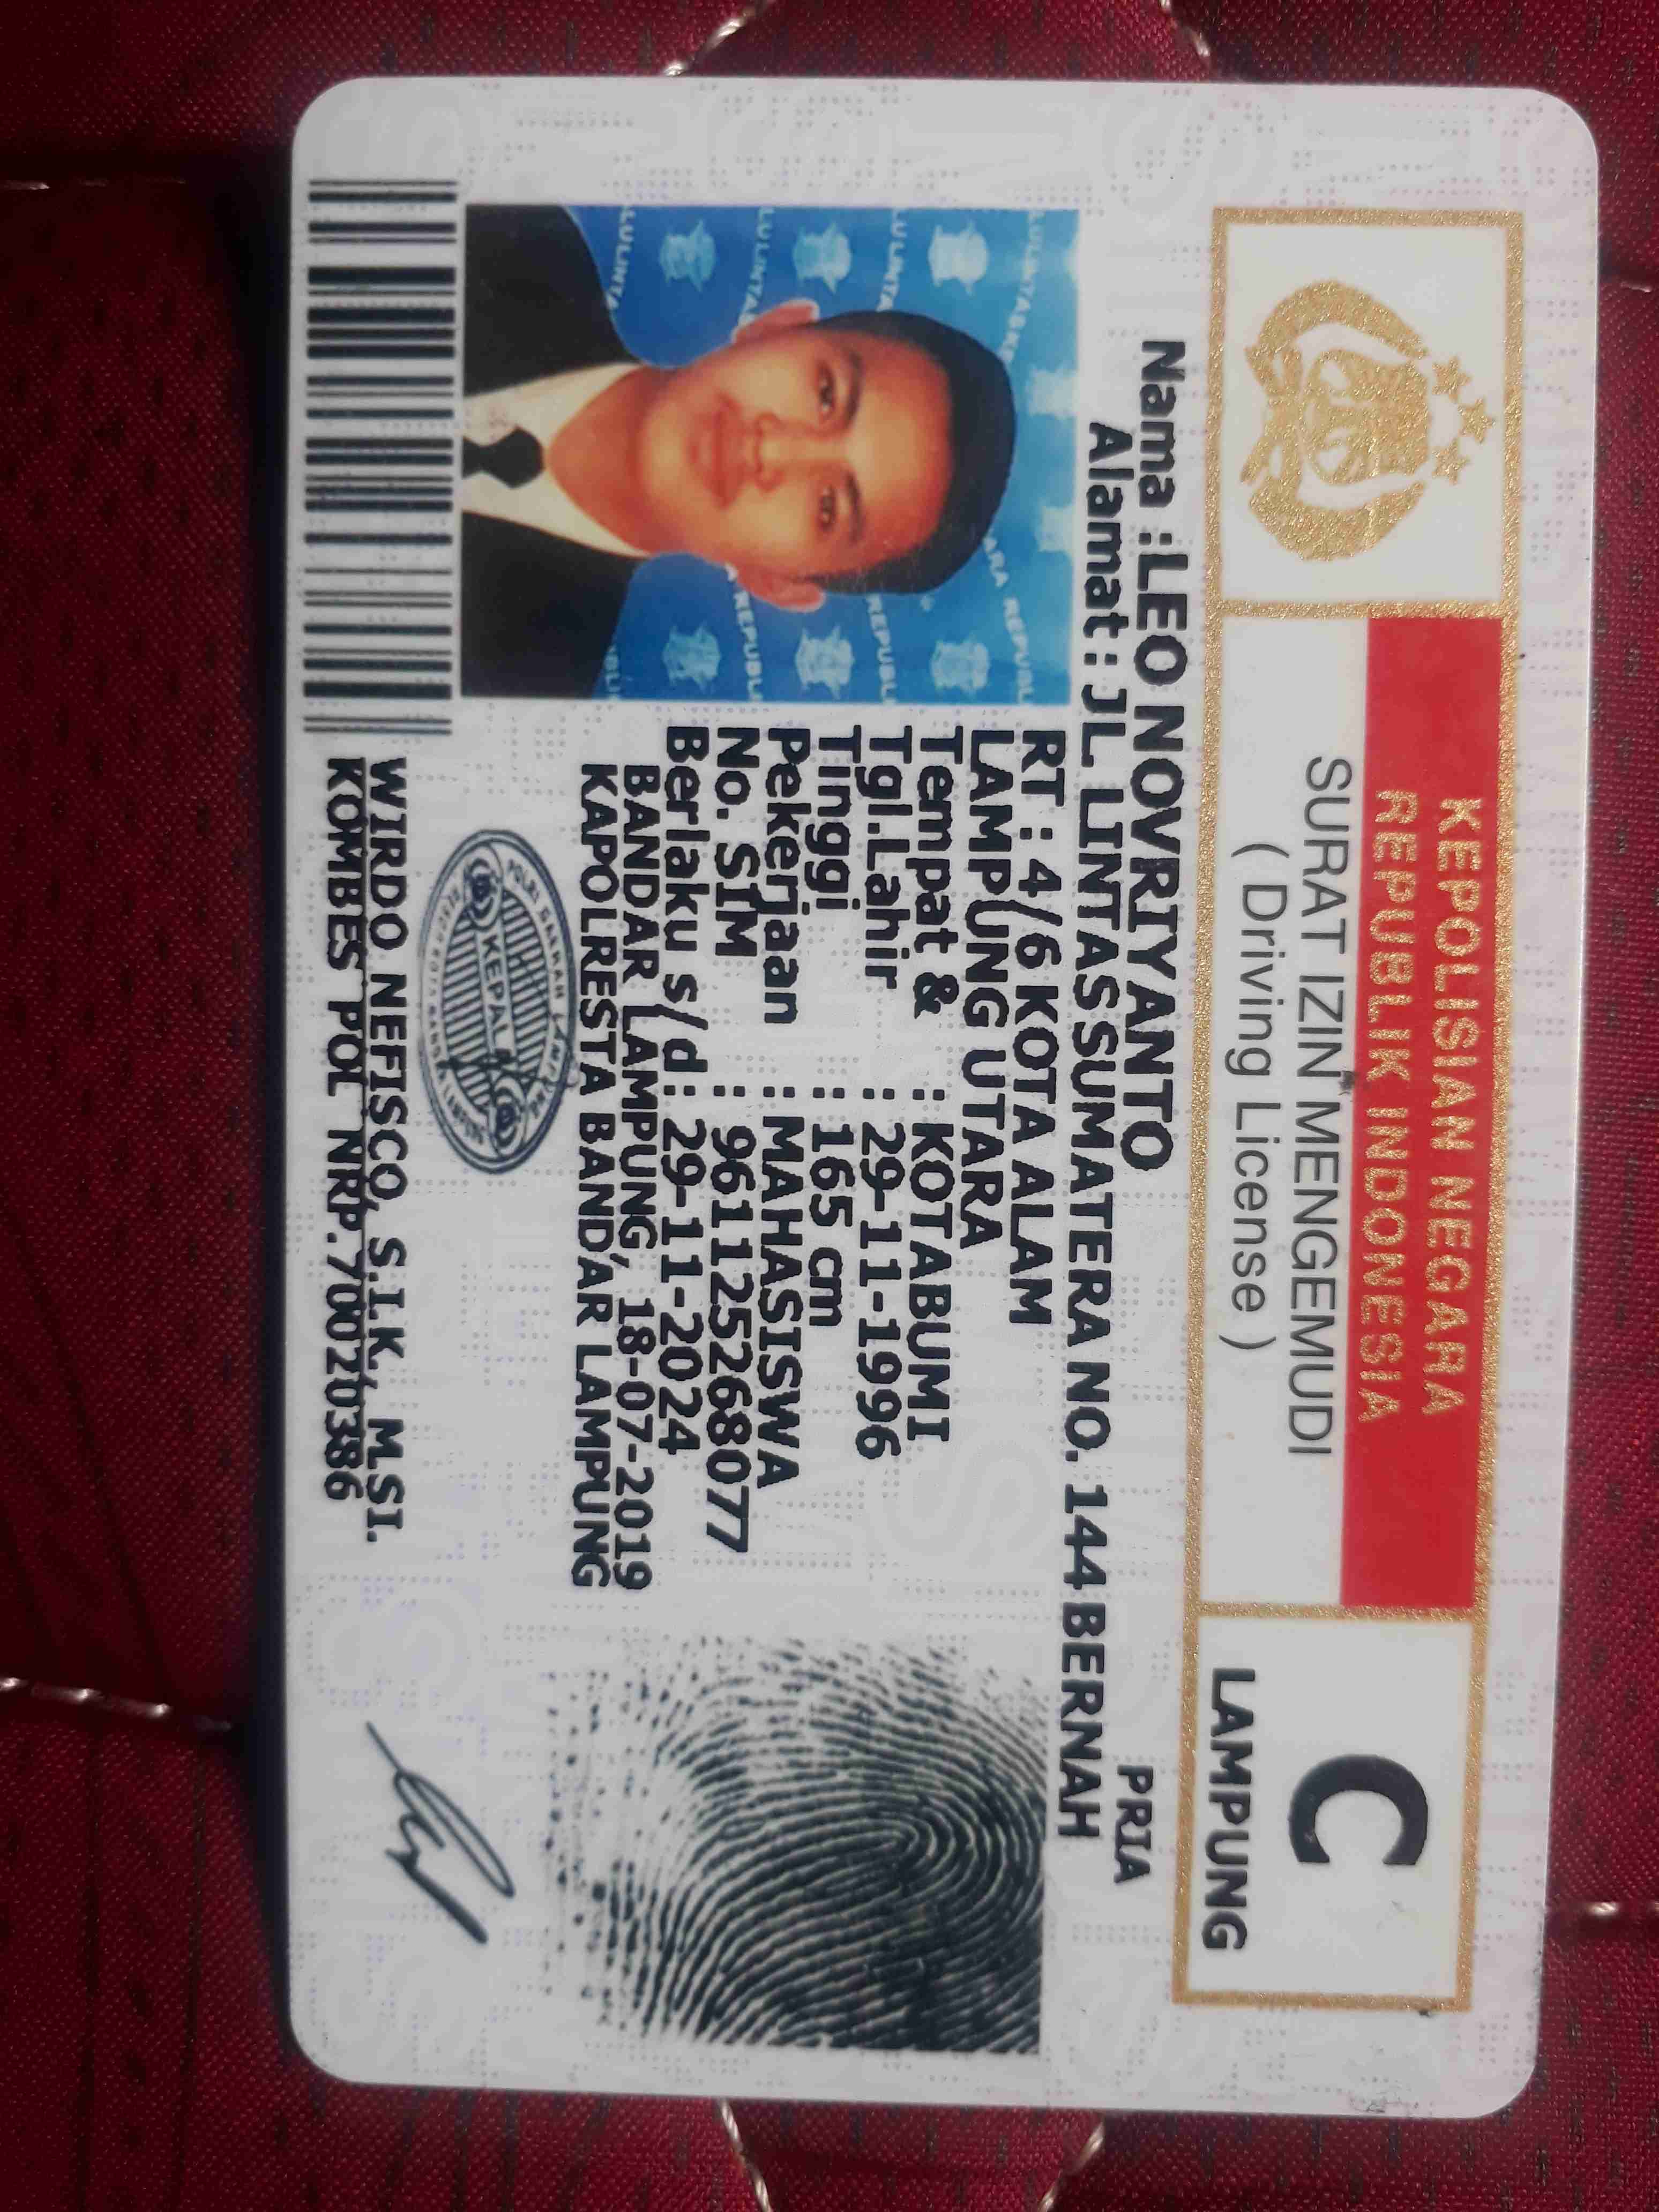 KEPOLISIAN NEGARA
REPUBLIK INDONESIA
SURAT IZIN MENGEMUDI
( Driving License )
C
LAMPUNG
Nama :LEO NOVRIYANTO
PRIA
Alamat : JL. LINTAS SUMATERA NO. 144 BERNAH
RT : 4/6 KOTA ALAM
LAMPUNG UTARA
Tempat & : KOTABUMI
Tgl.Lahir : 29-11-1996
Tinggi : 165 cm
Pekerjaan : MAHASISWA
No. SIM : 961125268077
Berlaku s/d : 29-11-2024
BANDAR LAMPUNG, 18-07-2019
KAPOLRESTA BANDAR LAMPUNG
KEPALA
WIRDO NEFISCO, S.I.K, M.SI.
KOMBES POL NRP.70020386